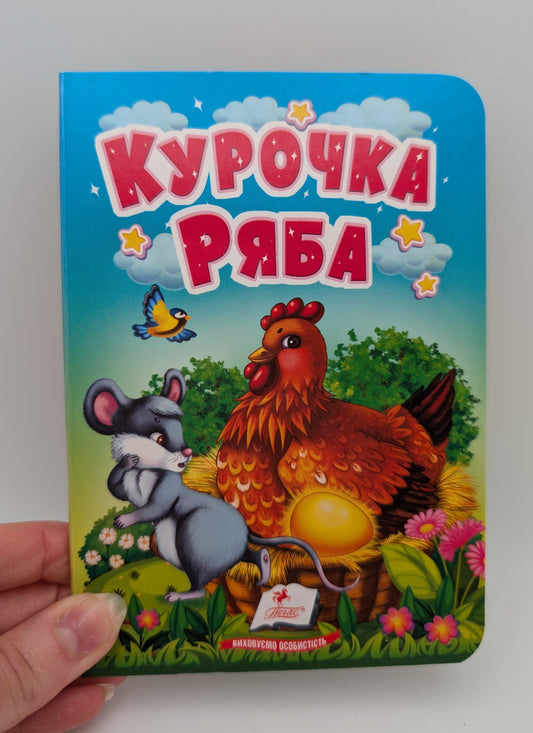 КУРОЧКА
РЯБА
Пегас
ВИХОВУЄМО ОСОБИСТІСТЬ